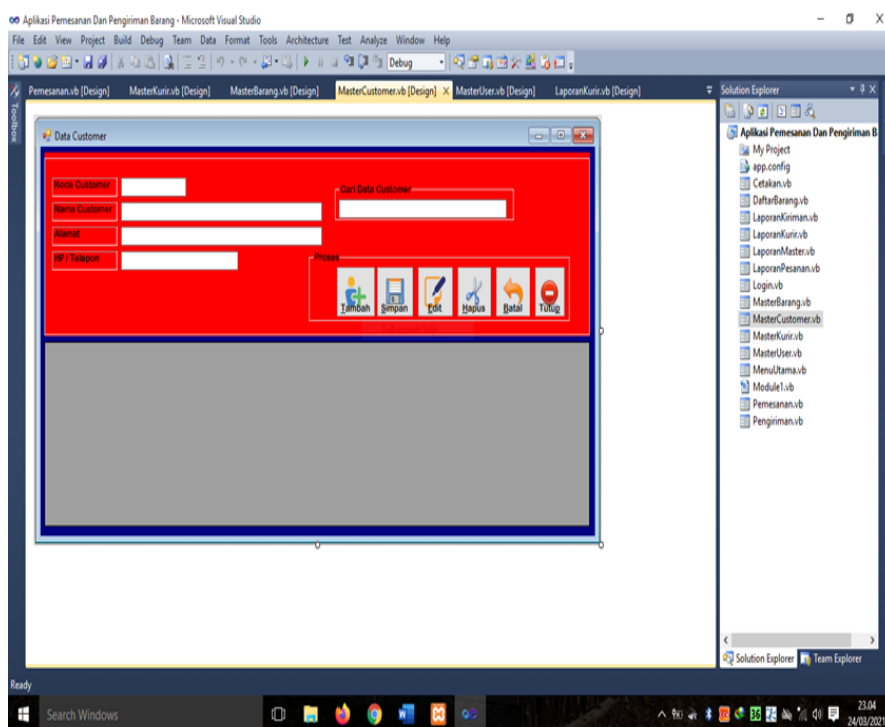 Aplikasi Pemesanan Dan Pengiriman Barang - Microsoft Visual Studio
File Edit View Project Build Debug Team Data Format Tools Architecture Test Analyze Window Help
Debug
Toolbox
Pemesanan.vb [Design] MasterKurir.vb [Design] MasterBarang.vb [Design] MasterCustomer.vb [Design] X MasterUser.vb [Design] LaporanKurir.vb [Design]
Data Customer
Kode Customer
Nama Customer
Alamat
HP / Telepon
Cari Data Customer
Proses
Tambah Simpan Edit Hapus Batal Tutup
Solution Explorer
Aplikasi Pemesanan Dan Pengiriman B
My Project
app.config
Cetakan.vb
DaftarBarang.vb
LaporanKiriman.vb
LaporanKurir.vb
LaporanMaster.vb
LaporanPesanan.vb
Login.vb
MasterBarang.vb
MasterCustomer.vb
MasterKurir.vb
MasterUser.vb
MenuUtama.vb
Module1.vb
Pemesanan.vb
Pengiriman.vb
Solution Explorer Team Explorer
Ready
Search Windows
36
23.04
24/03/2021